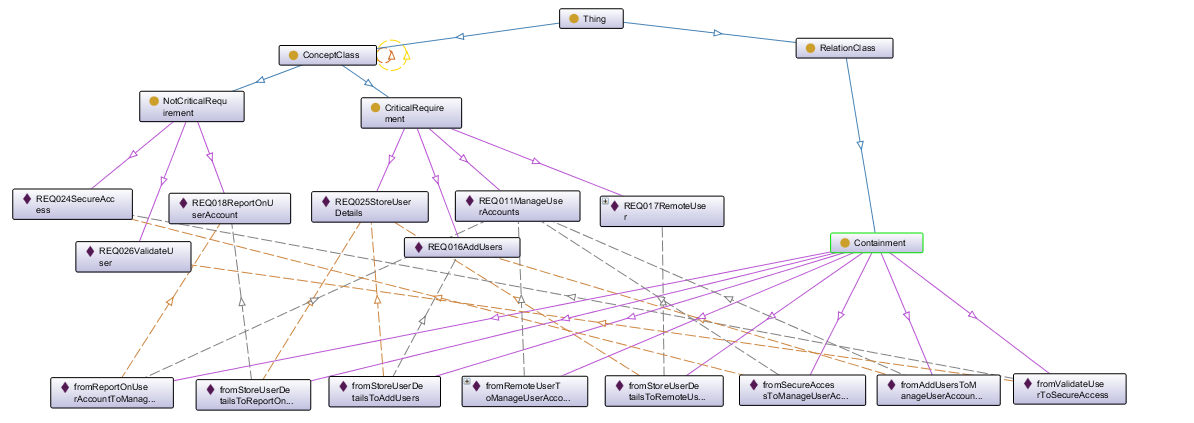 Thing
ConceptClass
RelationClass
NotCriticalRequ
irement
CriticalRequire
ment
REQ024SecureAcc
ess
REQ018ReportOnU
serAccount
REQ025StoreUser
Details
REQ011ManageUse
rAccounts
REQ017RemoteUse
r
REQ026ValidateU
ser
REQ016AddUsers
Containment
fromReportOnUse
rAccountToManag...
fromStoreUserDe
tailsToReportOn...
fromStoreUserDe
tailsToAddUsers
fromRemoteUserT
oManageUserAcco...
fromStoreUserDe
tailsToRemoteUs...
fromSecureAcces
sToManageUserAc...
fromAddUsersToM
anageUserAccoun...
fromValidateUse
rToSecureAccess